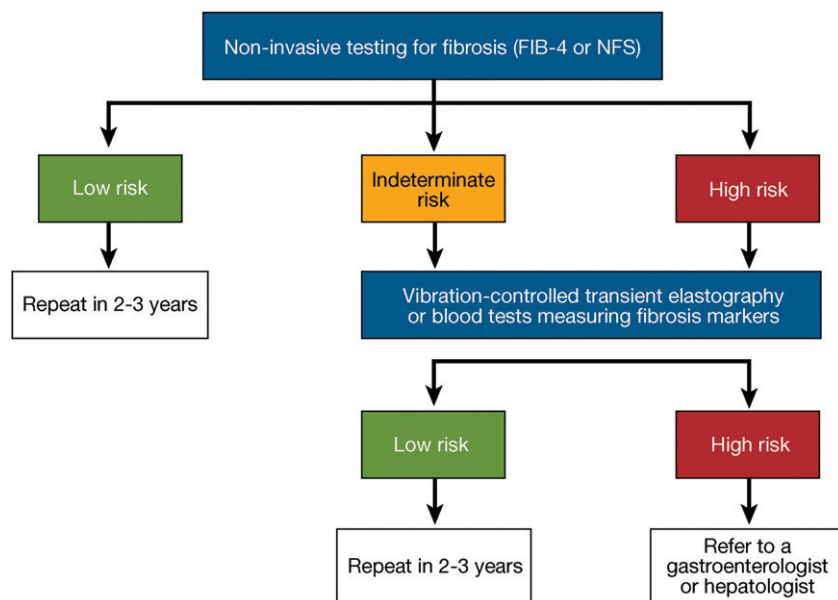 Non-invasive testing for fibrosis (FIB-4 or NFS)
Low risk
Indeterminate
risk
High risk
Repeat in 2-3 years
Vibration-controlled transient elastography
or blood tests measuring fibrosis markers
Low risk
High risk
Repeat in 2-3 years
Refer to a
gastroenterologist
or hepatologist